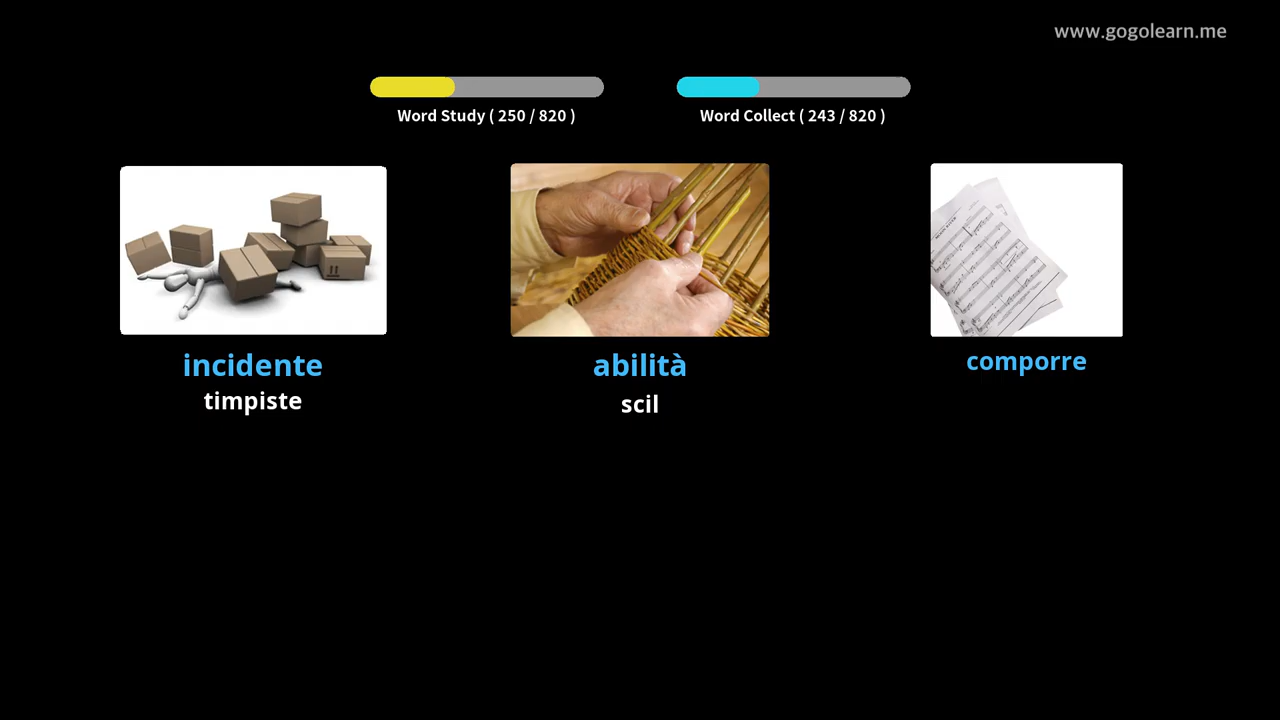 www.gogolearn.me
Word Study ( 250 / 820 )
Word Collect ( 243 / 820 )
incidente
timpiste
abilità
scil
comporre